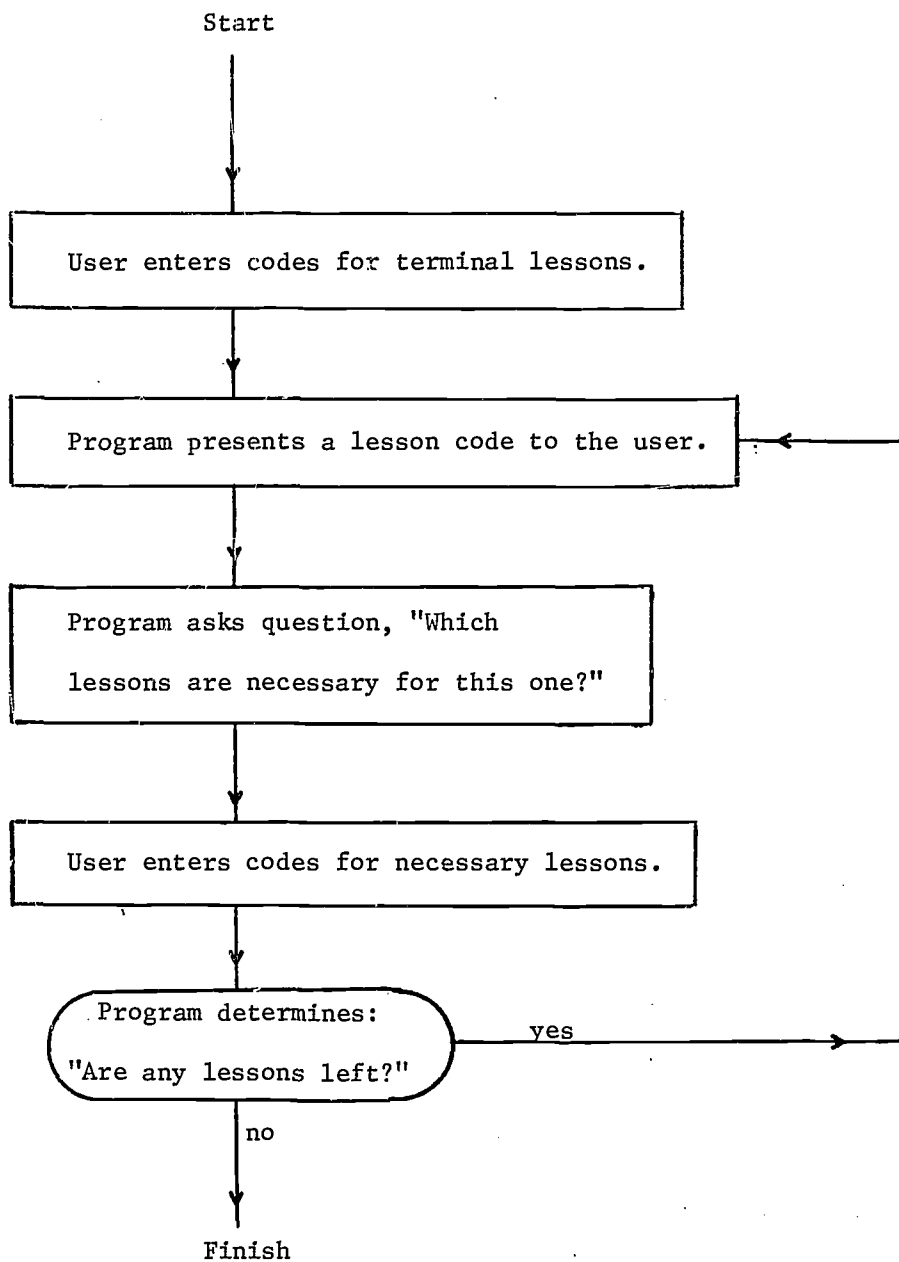 Start
User enters codes for terminal lessons.
Program presents a lesson code to the user.
Program asks question, "Which
lessons are necessary for this one?"
User enters codes for necessary lessons.
Program determines:
"Are any lessons left?"
yes
no
Finish